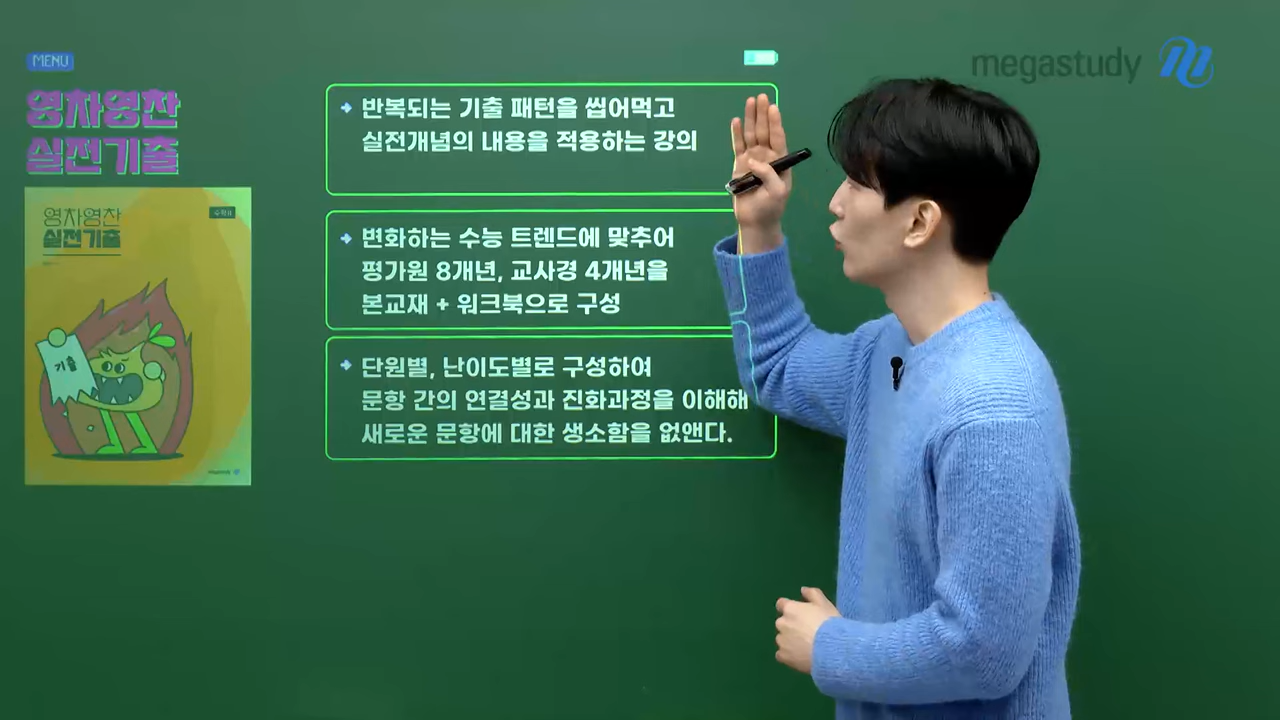 MENU
megastudy
영차영찬
실전기출
영차영찬
실전기출
수학II
기출
반복되는 기출 패턴을 씹어먹고
실전개념의 내용을 적용하는 강의
변화하는 수능 트렌드에 맞추어
평가원 8개년, 교사경 4개년을
본교재 + 워크북으로 구성
단원별, 난이도별로 구성하여
문항 간의 연결성과 진화과정을 이해해
새로운 문항에 대한 생소함을 없앤다.